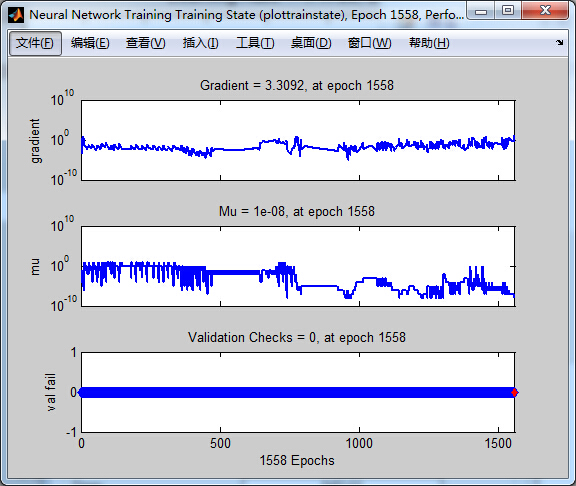 Neural Network Training Training State (plottrainstate), Epoch 1558, Perfo...
文件(F) 编辑(E) 查看(V) 插入(I) 工具(T) 桌面(D) 窗口(W) 帮助(H)
Gradient = 3.3092, at epoch 1558
10^10
10^0
10^-10
gradient
Mu = 1e-08, at epoch 1558
10^10
10^0
10^-10
mu
Validation Checks = 0, at epoch 1558
1
0
-1
val fail
0 500 1000 1500
1558 Epochs